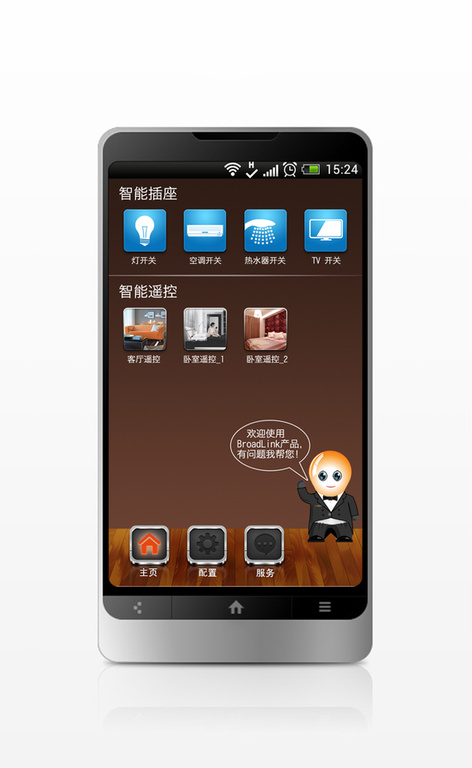 H
15:24
智能插座
灯开关
空调开关
热水器开关
TV 开关
智能遥控
客厅遥控
卧室遥控_1
卧室遥控_2
欢迎使用
BroadLink产品,
有问题我帮您!
主页
配置
服务